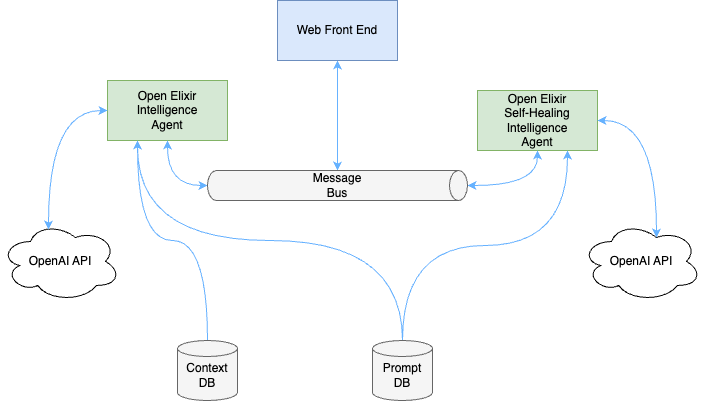 Web Front End
Open Elixir
Intelligence
Agent
Open Elixir
Self-Healing
Intelligence
Agent
Message
Bus
OpenAI API
OpenAI API
Context
DB
Prompt
DB